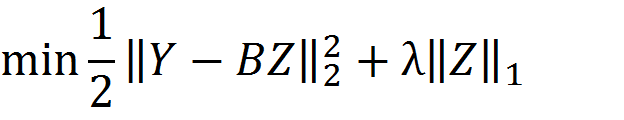 min 1/2 ‖Y − BZ‖₂² + λ‖Z‖₁